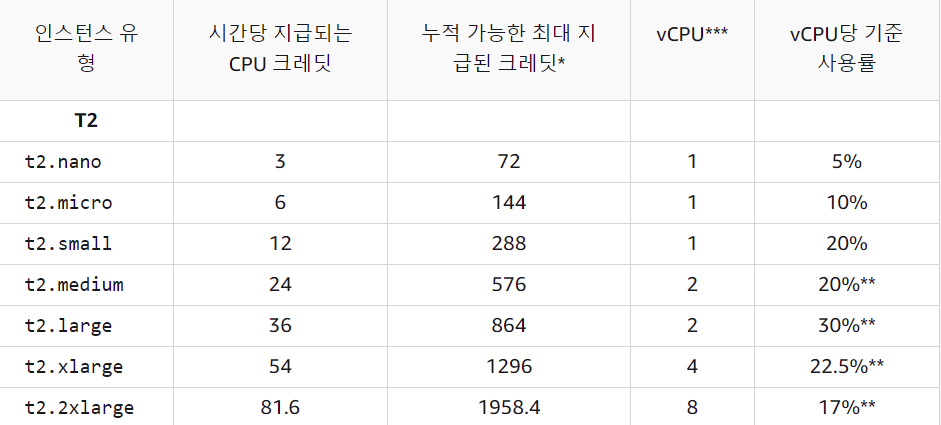 인스턴스 유
형
시간당 지급되는
CPU 크레딧
누적 가능한 최대 지
급된 크레딧*
vCPU***
vCPU당 기준
사용률
T2
t2.nano 3 72 1 5%
t2.micro 6 144 1 10%
t2.small 12 288 1 20%
t2.medium 24 576 2 20%**
t2.large 36 864 2 30%**
t2.xlarge 54 1296 4 22.5%**
t2.2xlarge 81.6 1958.4 8 17%**